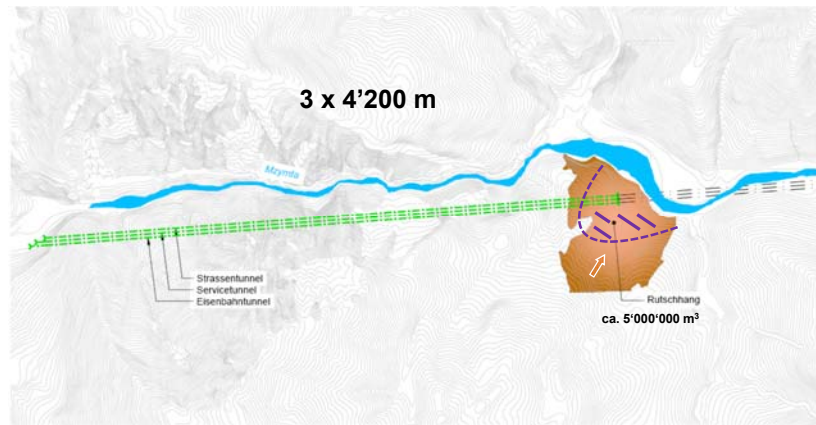 3 x 4’200 m
Mzymta
Strassentunnel
Servicetunnel
Eisenbahntunnel
Rutschhang
ca. 5‘000‘000 m³